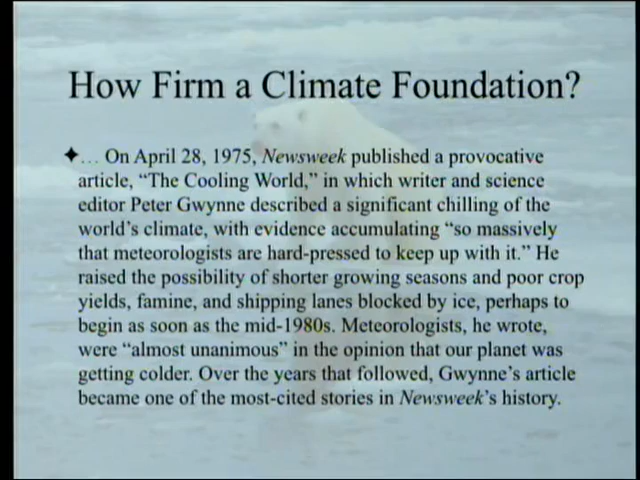 How Firm a Climate Foundation?
✦… On April 28, 1975, Newsweek published a provocative
article, “The Cooling World,” in which writer and science
editor Peter Gwynne described a significant chilling of the
world’s climate, with evidence accumulating “so massively
that meteorologists are hard-pressed to keep up with it.” He
raised the possibility of shorter growing seasons and poor crop
yields, famine, and shipping lanes blocked by ice, perhaps to
begin as soon as the mid-1980s. Meteorologists, he wrote,
were “almost unanimous” in the opinion that our planet was
getting colder. Over the years that followed, Gwynne’s article
became one of the most-cited stories in Newsweek’s history.